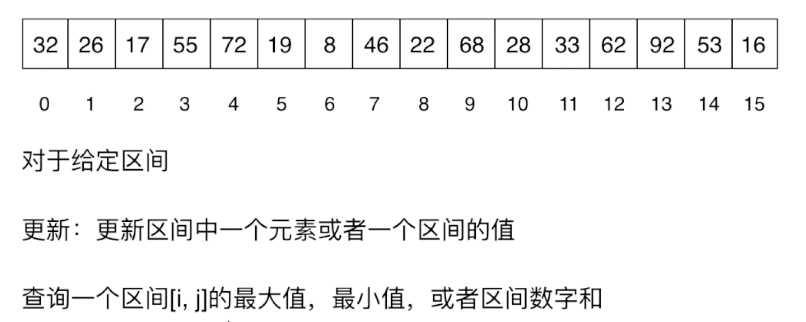 32 26 17 55 72 19 8 46 22 68 28 33 62 92 53 16
0 1 2 3 4 5 6 7 8 9 10 11 12 13 14 15
对于给定区间
更新：更新区间中一个元素或者一个区间的值
查询一个区间[i, j]的最大值，最小值，或者区间数字和